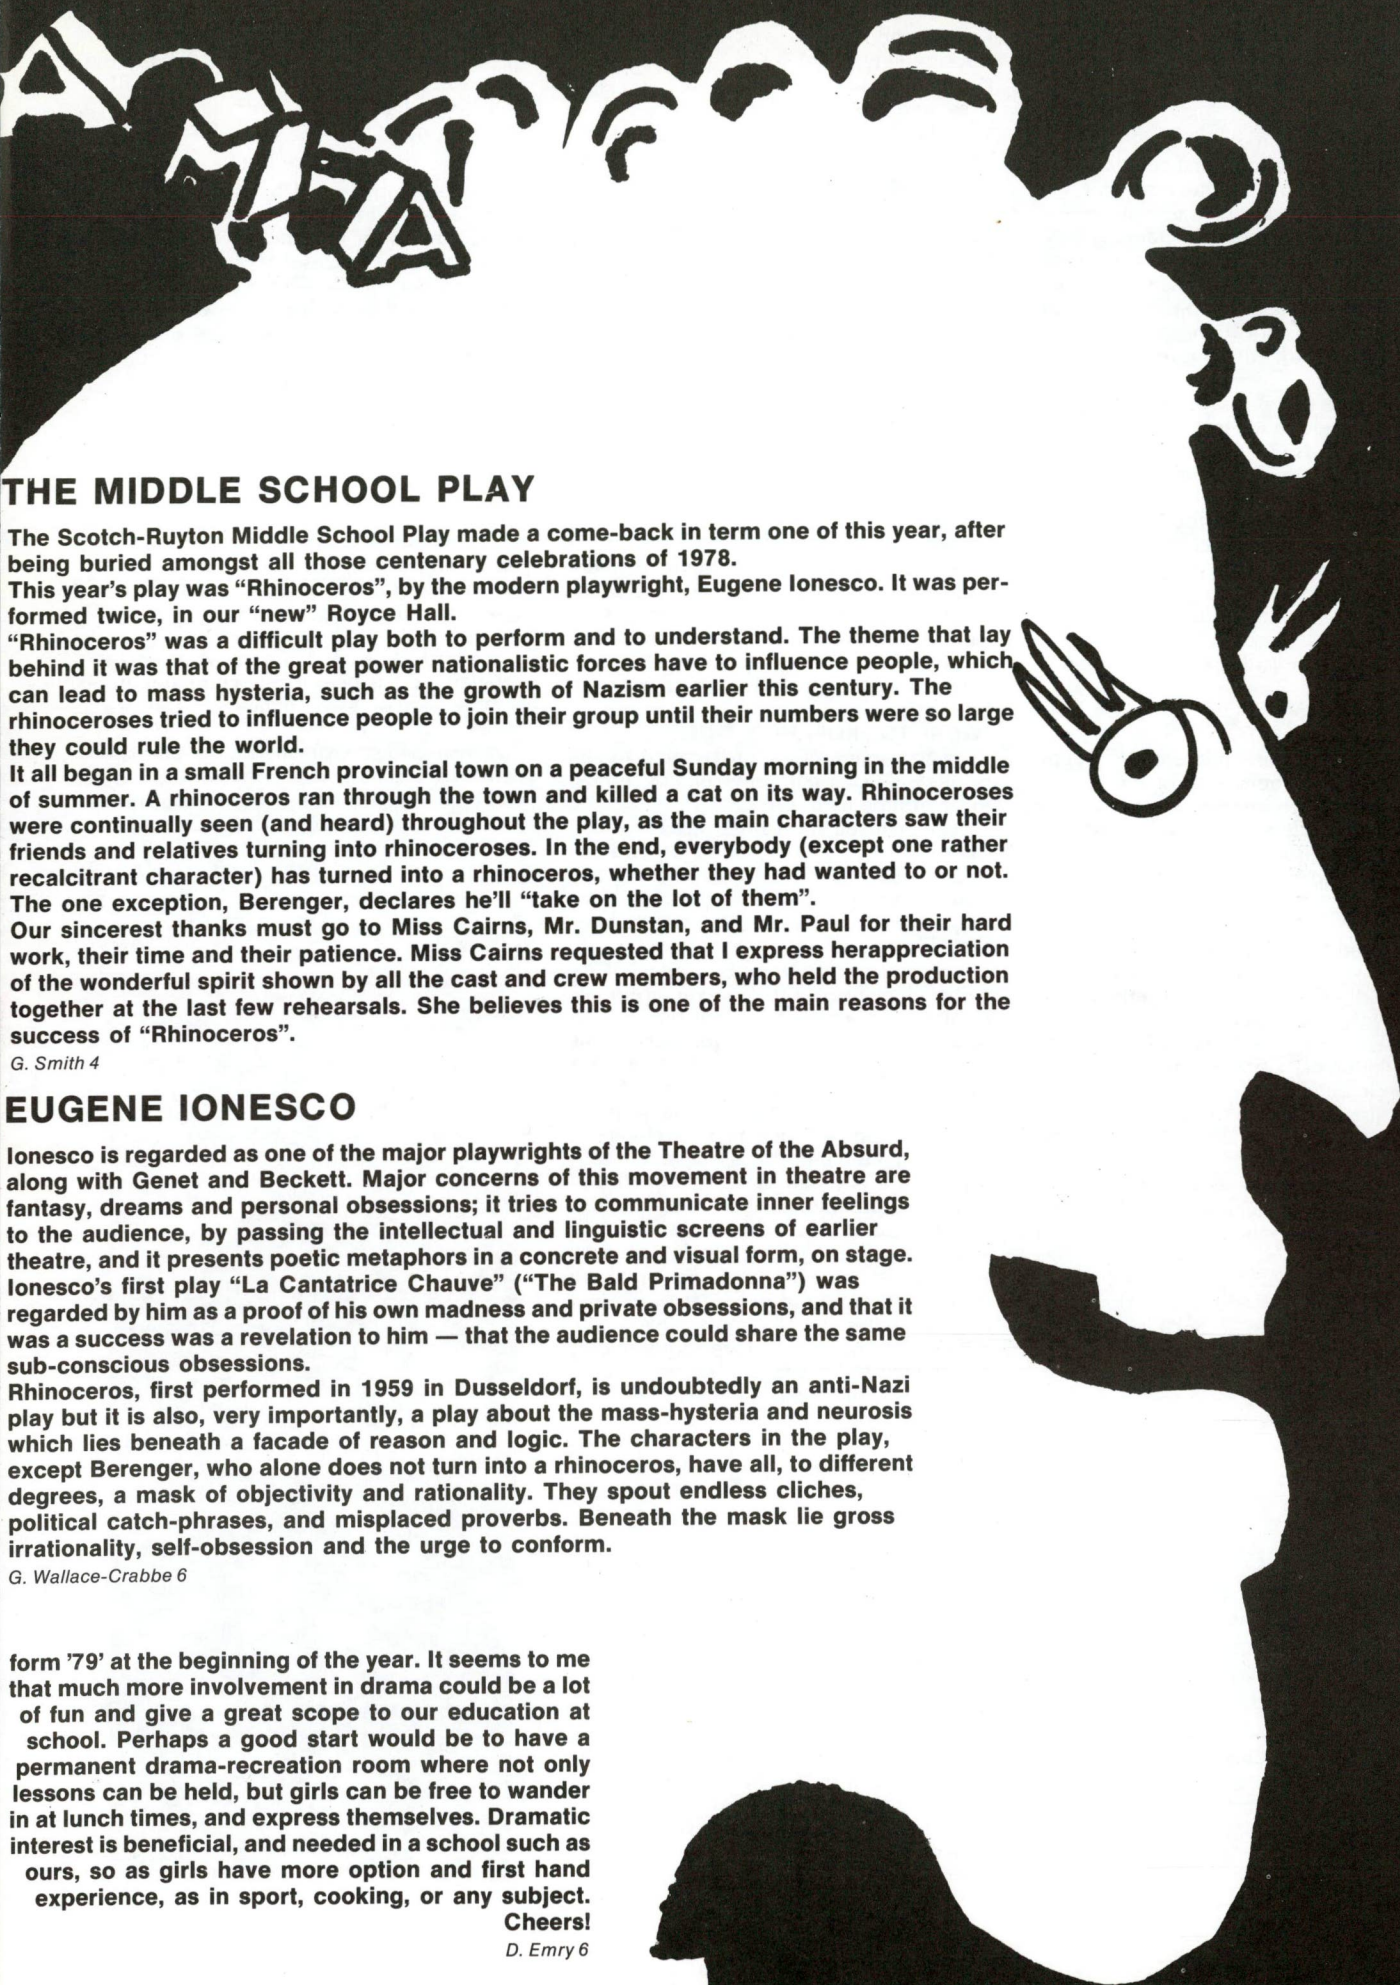 A
MA
THE MIDDLE SCHOOL PLAY
The Scotch-Ruyton Middle School Play made a come-back in term one of this year, after
being buried amongst all those centenary celebrations of 1978.
This year's play was “Rhinoceros”, by the modern playwright, Eugene Ionesco. It was per-
formed twice, in our “new” Royce Hall.
“Rhinoceros” was a difficult play both to perform and to understand. The theme that lay
behind it was that of the great power nationalistic forces have to influence people, which
can lead to mass hysteria, such as the growth of Nazism earlier this century. The
rhinoceroses tried to influence people to join their group until their numbers were so large
they could rule the world.
It all began in a small French provincial town on a peaceful Sunday morning in the middle
of summer. A rhinoceros ran through the town and killed a cat on its way. Rhinoceroses
were continually seen (and heard) throughout the play, as the main characters saw their
friends and relatives turning into rhinoceroses. In the end, everybody (except one rather
recalcitrant character) has turned into a rhinoceros, whether they had wanted to or not.
The one exception, Berenger, declares he'll “take on the lot of them”.
Our sincerest thanks must go to Miss Cairns, Mr. Dunstan, and Mr. Paul for their hard
work, their time and their patience. Miss Cairns requested that I express herappreciation
of the wonderful spirit shown by all the cast and crew members, who held the production
together at the last few rehearsals. She believes this is one of the main reasons for the
success of “Rhinoceros”.
G. Smith 4
EUGENE IONESCO
Ionesco is regarded as one of the major playwrights of the Theatre of the Absurd,
along with Genet and Beckett. Major concerns of this movement in theatre are
fantasy, dreams and personal obsessions; it tries to communicate inner feelings
to the audience, by passing the intellectual and linguistic screens of earlier
theatre, and it presents poetic metaphors in a concrete and visual form, on stage.
Ionesco's first play “La Cantatrice Chauve” (“The Bald Primadonna”) was
regarded by him as a proof of his own madness and private obsessions, and that it
was a success was a revelation to him — that the audience could share the same
sub-conscious obsessions.
Rhinoceros, first performed in 1959 in Dusseldorf, is undoubtedly an anti-Nazi
play but it is also, very importantly, a play about the mass-hysteria and neurosis
which lies beneath a facade of reason and logic. The characters in the play,
except Berenger, who alone does not turn into a rhinoceros, have all, to different
degrees, a mask of objectivity and rationality. They spout endless cliches,
political catch-phrases, and misplaced proverbs. Beneath the mask lie gross
irrationality, self-obsession and the urge to conform.
G. Wallace-Crabbe 6
form '79' at the beginning of the year. It seems to me
that much more involvement in drama could be a lot
of fun and give a great scope to our education at
school. Perhaps a good start would be to have a
permanent drama-recreation room where not only
lessons can be held, but girls can be free to wander
in at lunch times, and express themselves. Dramatic
interest is beneficial, and needed in a school such as
ours, so as girls have more option and first hand
experience, as in sport, cooking, or any subject.
Cheers!
D. Emry 6